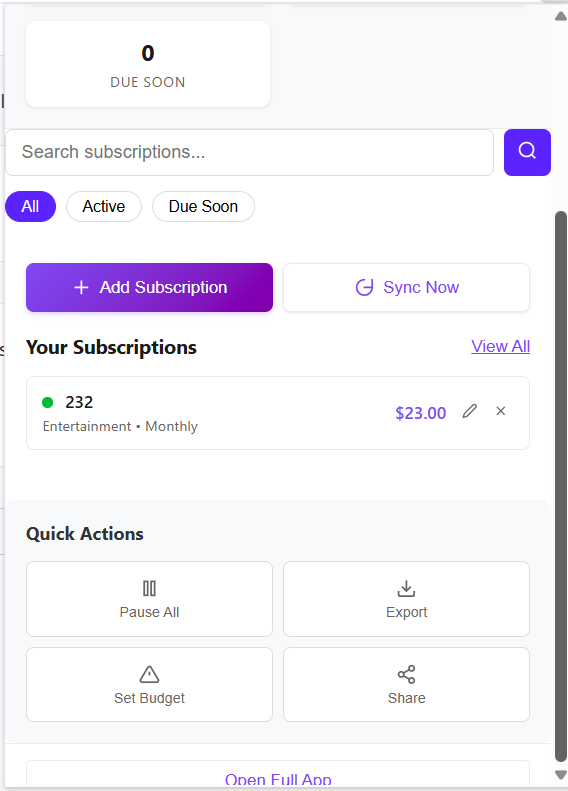 0
DUE SOON
Search subscriptions...
All Active Due Soon
Add Subscription Sync Now
Your Subscriptions View All
232 $23.00
Entertainment • Monthly
Quick Actions
Pause All Export
Set Budget Share
Open Full App